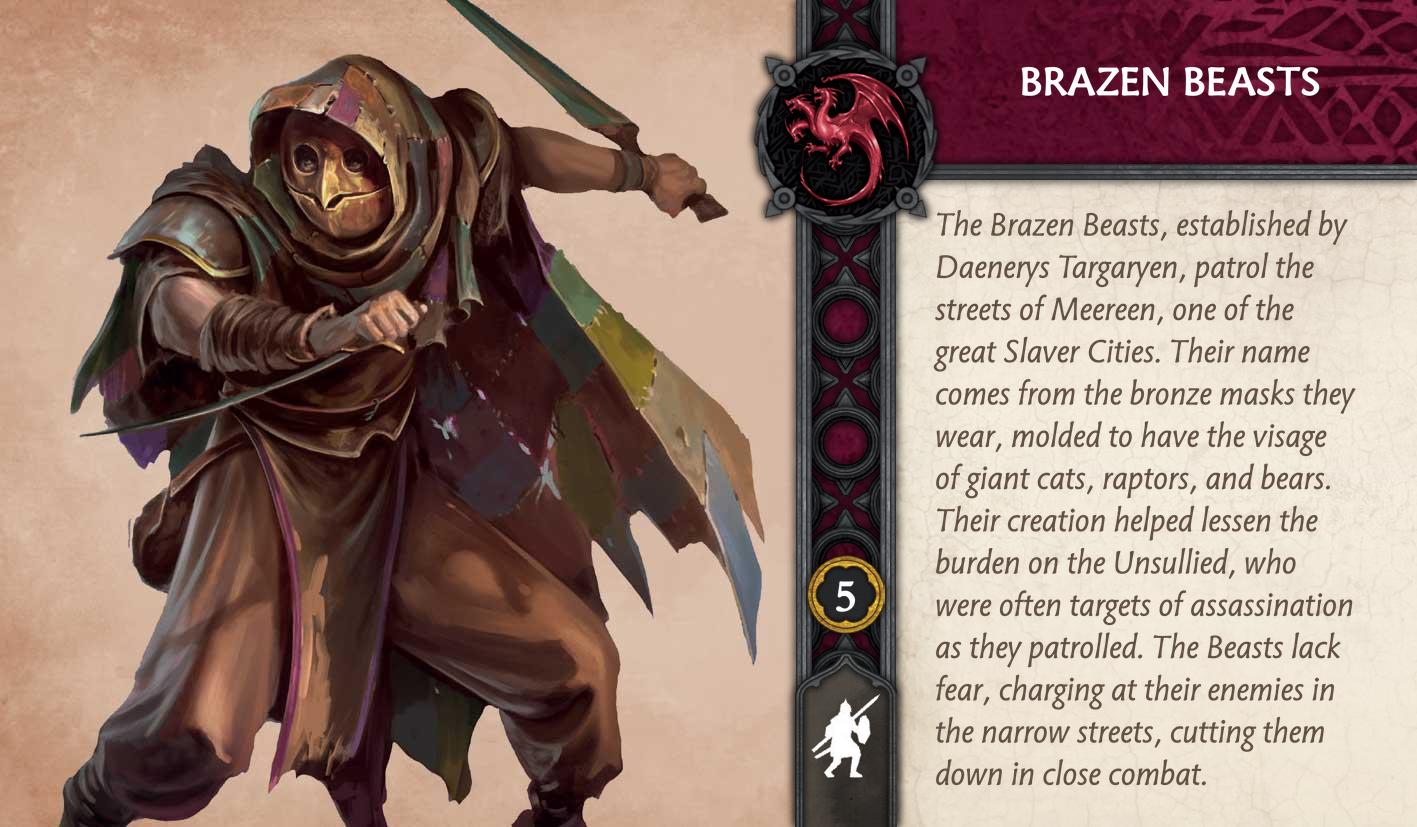 BRAZEN BEASTS
The Brazen Beasts, established by
Daenerys Targaryen, patrol the
streets of Meereen, one of the
great Slaver Cities. Their name
comes from the bronze masks they
wear, molded to have the visage
of giant cats, raptors, and bears.
Their creation helped lessen the
burden on the Unsullied, who
were often targets of assassination
as they patrolled. The Beasts lack
fear, charging at their enemies in
the narrow streets, cutting them
down in close combat.
5